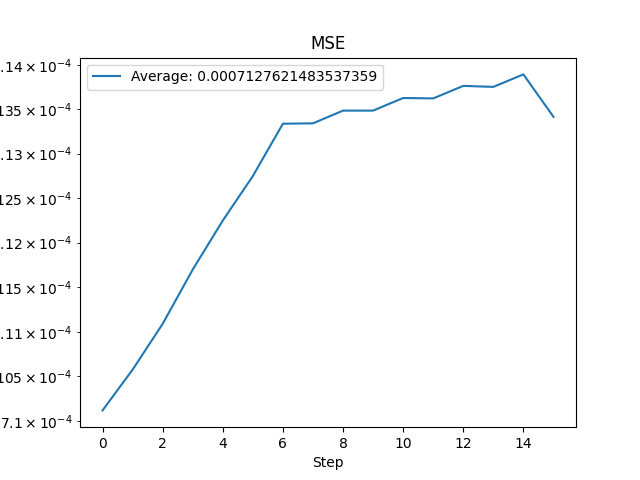 MSE
Average: 0.0007127621483537359
.14 × 10⁻⁴
135 × 10⁻⁴
.13 × 10⁻⁴
125 × 10⁻⁴
.12 × 10⁻⁴
115 × 10⁻⁴
.11 × 10⁻⁴
105 × 10⁻⁴
7.1 × 10⁻⁴
0 2 4 6 8 10 12 14
Step